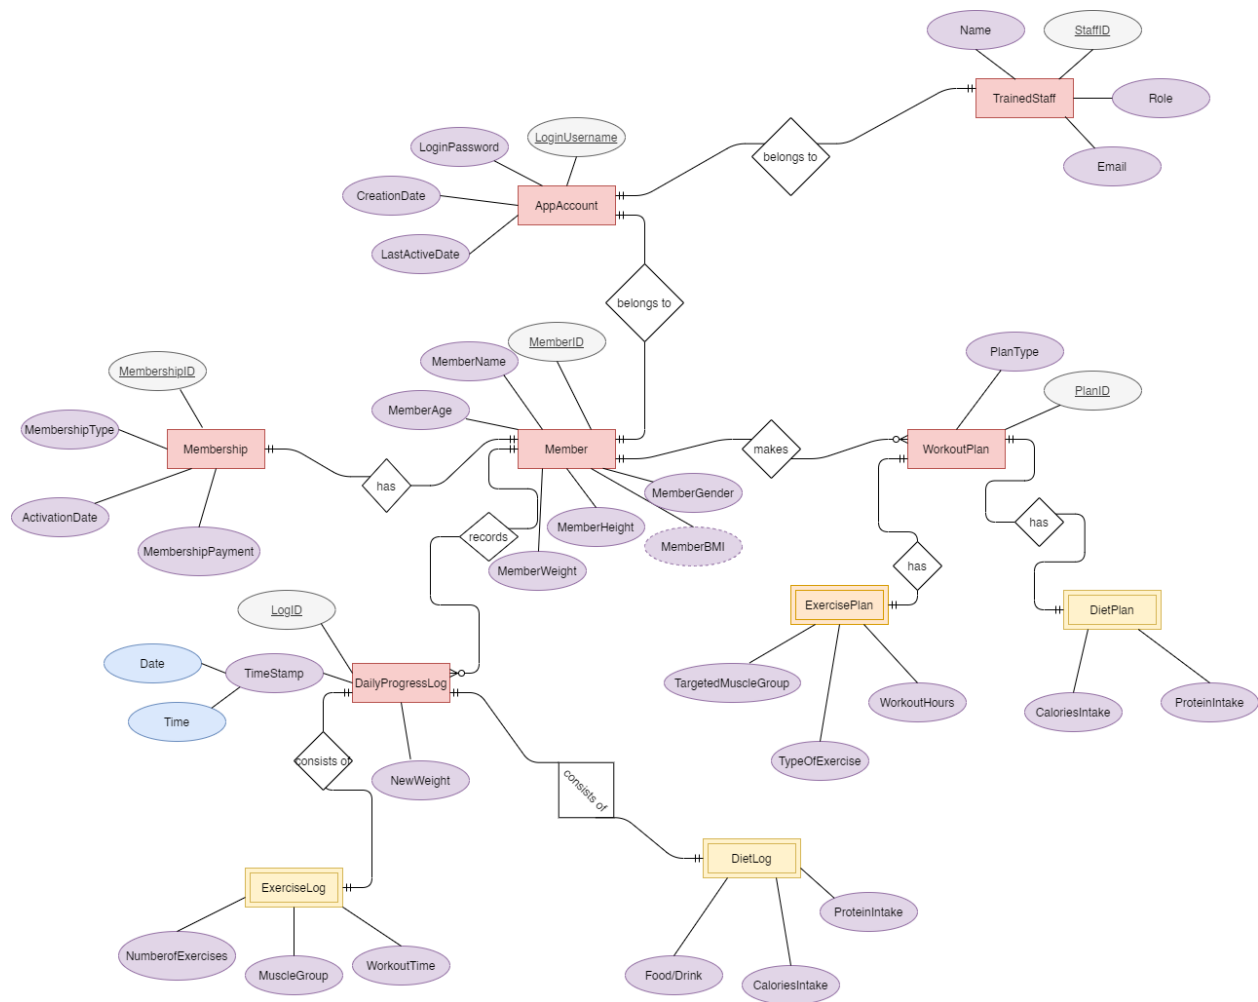 Name
StaffID
TrainedStaff
Role
Email
LoginPassword
LoginUsername
belongs to
CreationDate
AppAccount
LastActiveDate
belongs to
MembershipID
MemberName
MemberID
PlanType
PlanID
MemberAge
MembershipType
Membership
Member
makes
WorkoutPlan
has
MemberGender
ActivationDate
MembershipPayment
records
MemberHeight
MemberBMI
MemberWeight
has
has
LogID
ExercisePlan
DietPlan
Date
TimeStamp
DailyProgressLog
TargetedMuscleGroup
WorkoutHours
CaloriesIntake
ProteinIntake
Time
consists of
NewWeight
TypeOfExercise
consists of
ExerciseLog
DietLog
ProteinIntake
NumberofExercises
MuscleGroup
WorkoutTime
Food/Drink
CaloriesIntake